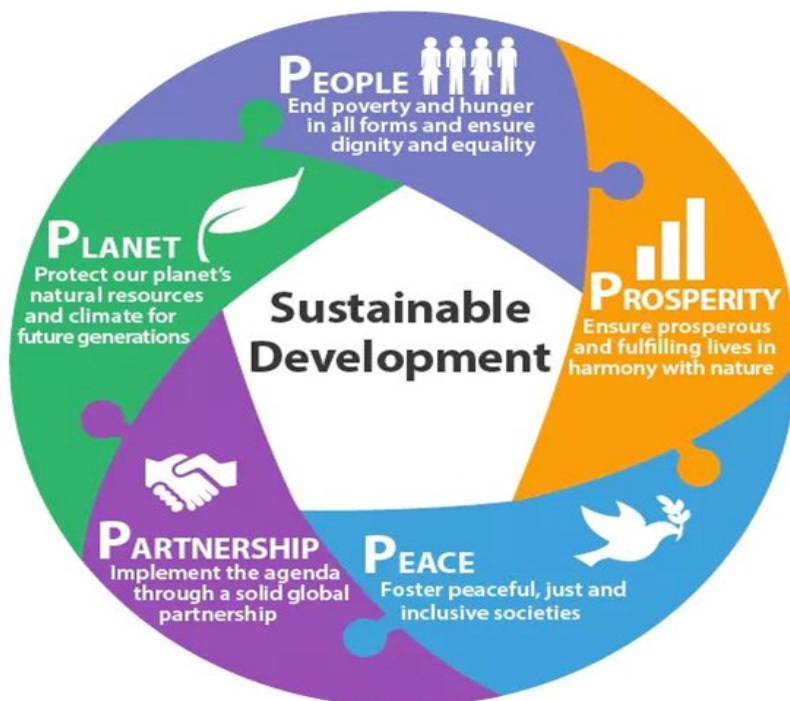 PEOPLE
End poverty and hunger
in all forms and ensure
dignity and equality
PROSPERITY
Ensure prosperous
and fulfilling lives in
harmony with nature
PEACE
Foster peaceful, just and
inclusive societies
PARTNERSHIP
Implement the agenda
through a solid global
partnership
PLANET
Protect our planet's
natural resources
and climate for
future generations
Sustainable
Development